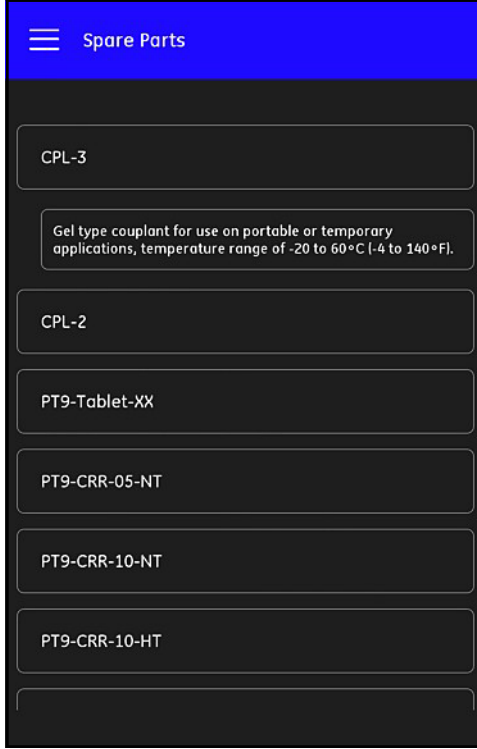 Spare Parts
CPL-3
Gel type couplant for use on portable or temporary
applications, temperature range of -20 to 60°C (-4 to 140°F).
CPL-2
PT9-Tablet-XX
PT9-CRR-05-NT
PT9-CRR-10-NT
PT9-CRR-10-HT